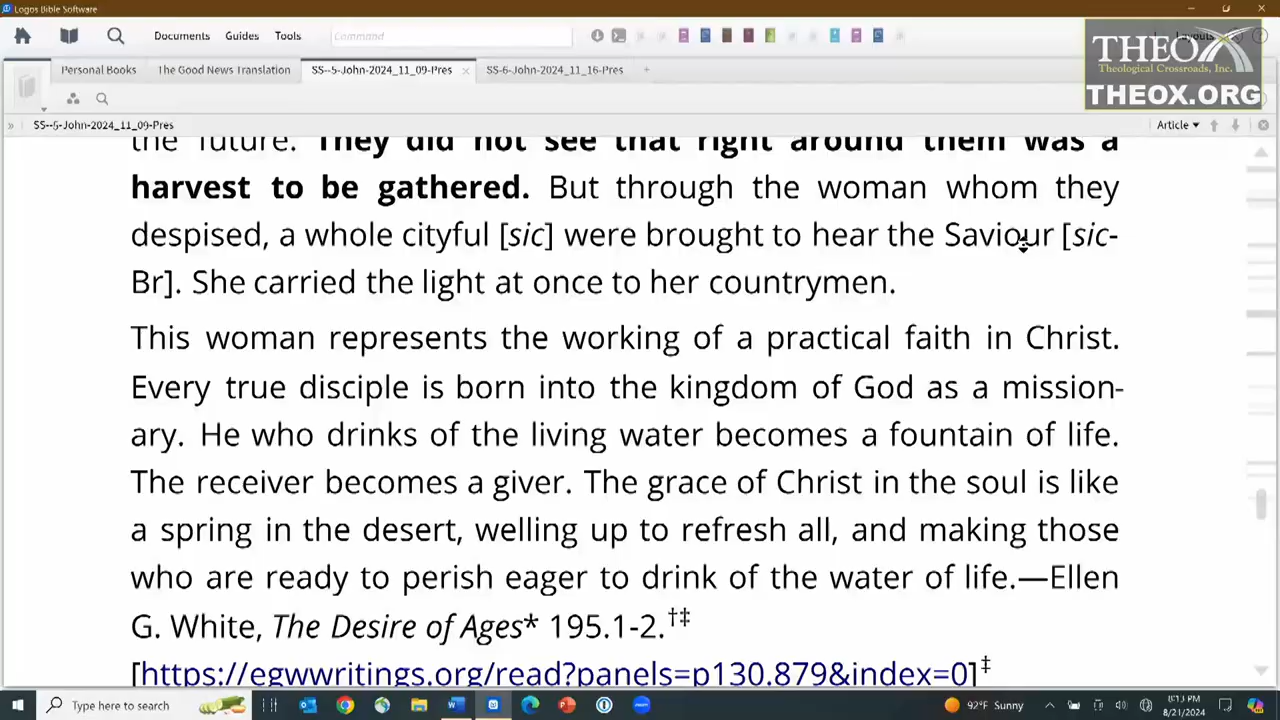 Logos Bible Software
Documents Guides Tools Command Layouts
THEOX
Theological Crossroads, Inc.
THEOX.ORG
Personal Books The Good News Translation SS--5-John-2024_11_09-Pres SS-6-John-2024_11_16-Pres
SS--5-John-2024_11_09-Pres Article
the future. They did not see that right around them was a
harvest to be gathered. But through the woman whom they
despised, a whole cityful [sic] were brought to hear the Saviour [sic-
Br]. She carried the light at once to her countrymen.
This woman represents the working of a practical faith in Christ.
Every true disciple is born into the kingdom of God as a mission-
ary. He who drinks of the living water becomes a fountain of life.
The receiver becomes a giver. The grace of Christ in the soul is like
a spring in the desert, welling up to refresh all, and making those
who are ready to perish eager to drink of the water of life.—Ellen
G. White, The Desire of Ages* 195.1-2.†‡
[https://egwwritings.org/read?panels=p130.879&index=0]‡
Type here to search 92°F Sunny 8:13 PM
8/21/2024